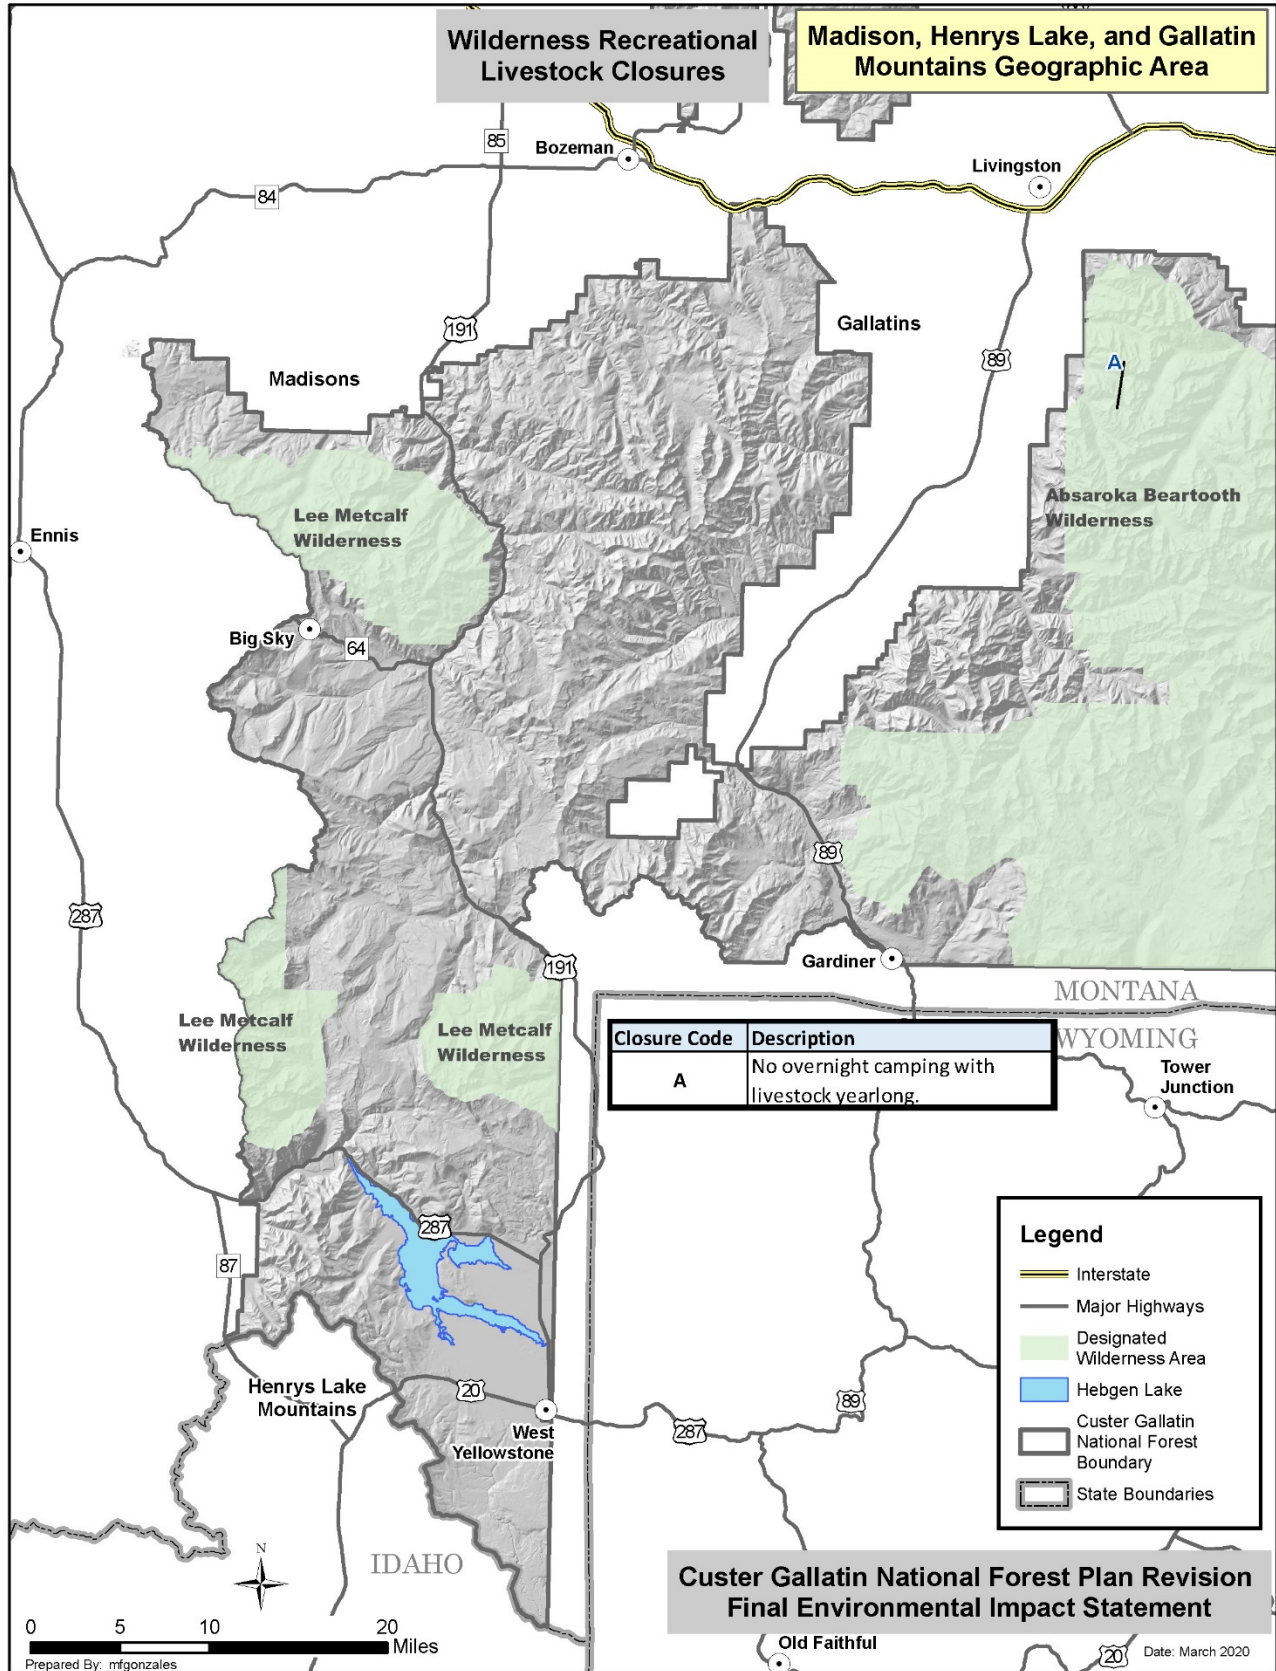 Wilderness Recreational
Livestock Closures
Madison, Henrys Lake, and Gallatin
Mountains Geographic Area
85
Bozeman
Livingston
84
191
Gallatins
89
Madisons
A
Absaroka Beartooth
Wilderness
Lee Metcalf
Wilderness
Ennis
Big Sky
64
89
287
191
Gardiner
MONTANA
WYOMING
Lee Metcalf
Wilderness
Lee Metcalf
Wilderness
Closure Code Description
A No overnight camping with
livestock yearlong.
Tower
Junction
287
87
Legend
Interstate
Major Highways
Designated
Wilderness Area
Hebgen Lake
Custer Gallatin
National Forest
Boundary
State Boundaries
Henrys Lake
Mountains
20
West
Yellowstone
287
89
N
IDAHO
Custer Gallatin National Forest Plan Revision
Final Environmental Impact Statement
0 5 10 20
Miles
Prepared By: mfgonzales
Old Faithful
20
Date: March 2020